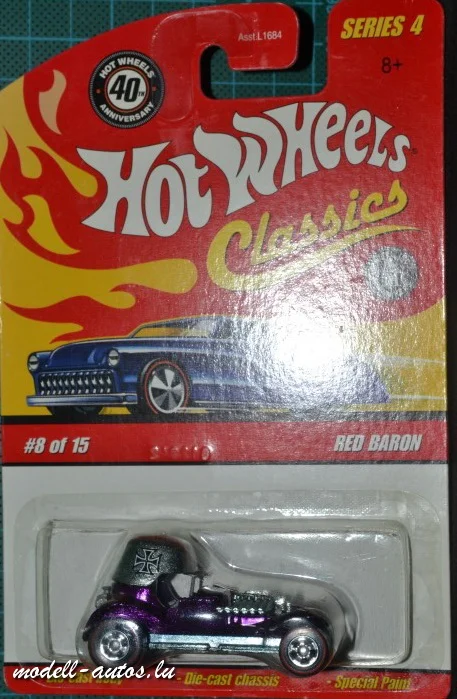 Asst.L1684
SERIES 4
8+
HOT WHEELS
40TH
ANNIVERSARY
HOT WHEELS
Classics
#8 of 15
RED BARON
Die-cast chassis
Special Paint
modell-autos.lu